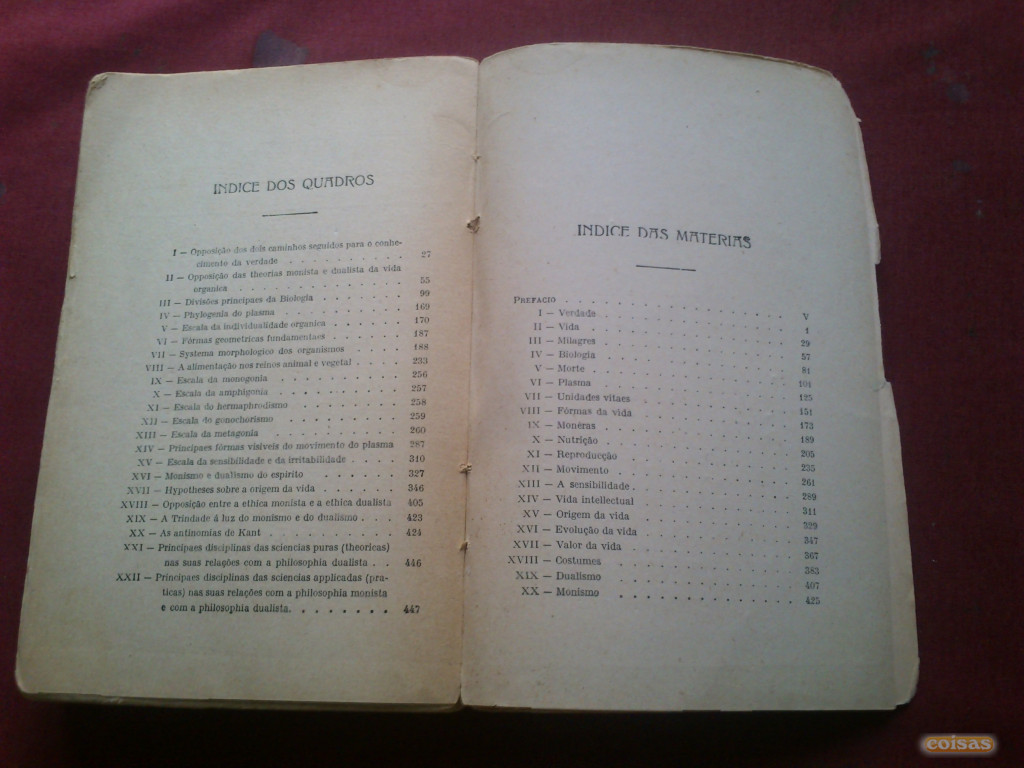 INDICE DOS QUADROS
I — Opposição dos dois caminhos seguidos para o conhe-
cimento da verdade . . . . . . . . . . 27
II — Opposição das theorias monista e dualista da vida
organica . . . . . . . . . . . . 55
III — Divisões principaes da Biologia . . . . . . . 99
IV — Phylogenia do plasma . . . . . . . . . 169
V — Escala da individualidade organica . . . . . . 170
VI — Fórmas geometricas fundamentaes . . . . . . 187
VII — Systema morphologico dos organismos . . . . 188
VIII — A alimentação nos reinos animal e vegetal . . . . 233
IX — Escala da monogonia . . . . . . . . . 256
X — Escala da amphigonia . . . . . . . . . 257
XI — Escala do hermaphrodismo . . . . . . . . 258
XII — Escala do gonochorismo . . . . . . . . 259
XIII — Escala da metagonia . . . . . . . . . 260
XIV — Principaes fórmas visiveis do movimento do plasma 287
XV — Escala da sensibilidade e da irritabilidade . . . . 310
XVI — Monismo e dualismo do espirito . . . . . . 327
XVII — Hypotheses sobre a origem da vida . . . . . . 346
XVIII — Opposição entre a ethica monista e a ethica dualista 405
XIX — A Trindade á luz do monismo e do dualismo . . . 423
XX — As antinomias de Kant . . . . . . . . . 424
XXI — Principaes disciplinas das sciencias puras (theoricas)
nas suas relações com a philosophia dualista . . 446
XXII — Principaes disciplinas das sciencias applicadas (pra-
ticas) nas suas relações com a philosophia monista
e com a philosophia dualista. . . . . . . . 447
INDICE DAS MATERIAS
PREFACIO . . . . . . . . . . . . . . . . V
I — Verdade . . . . . . . . . . . . . . 1
II — Vida . . . . . . . . . . . . . . . 29
III — Milagres . . . . . . . . . . . . . . 57
IV — Biologia . . . . . . . . . . . . . . 81
V — Morte . . . . . . . . . . . . . . . 101
VI — Plasma . . . . . . . . . . . . . . 125
VII — Unidades vitaes . . . . . . . . . . . . 151
VIII — Fórmas da vida . . . . . . . . . . . . 173
IX — Monéras . . . . . . . . . . . . . . 189
X — Nutrição . . . . . . . . . . . . . . 205
XI — Reproducção . . . . . . . . . . . . . 235
XII — Movimento . . . . . . . . . . . . . 261
XIII — A sensibilidade . . . . . . . . . . . . 289
XIV — Vida intellectual . . . . . . . . . . . . 311
XV — Origem da vida . . . . . . . . . . . . 329
XVI — Evolução da vida . . . . . . . . . . . 347
XVII — Valor da vida . . . . . . . . . . . . 367
XVIII — Costumes . . . . . . . . . . . . . . 383
XIX — Dualismo . . . . . . . . . . . . . . 407
XX — Monismo . . . . . . . . . . . . . . 425
coisas